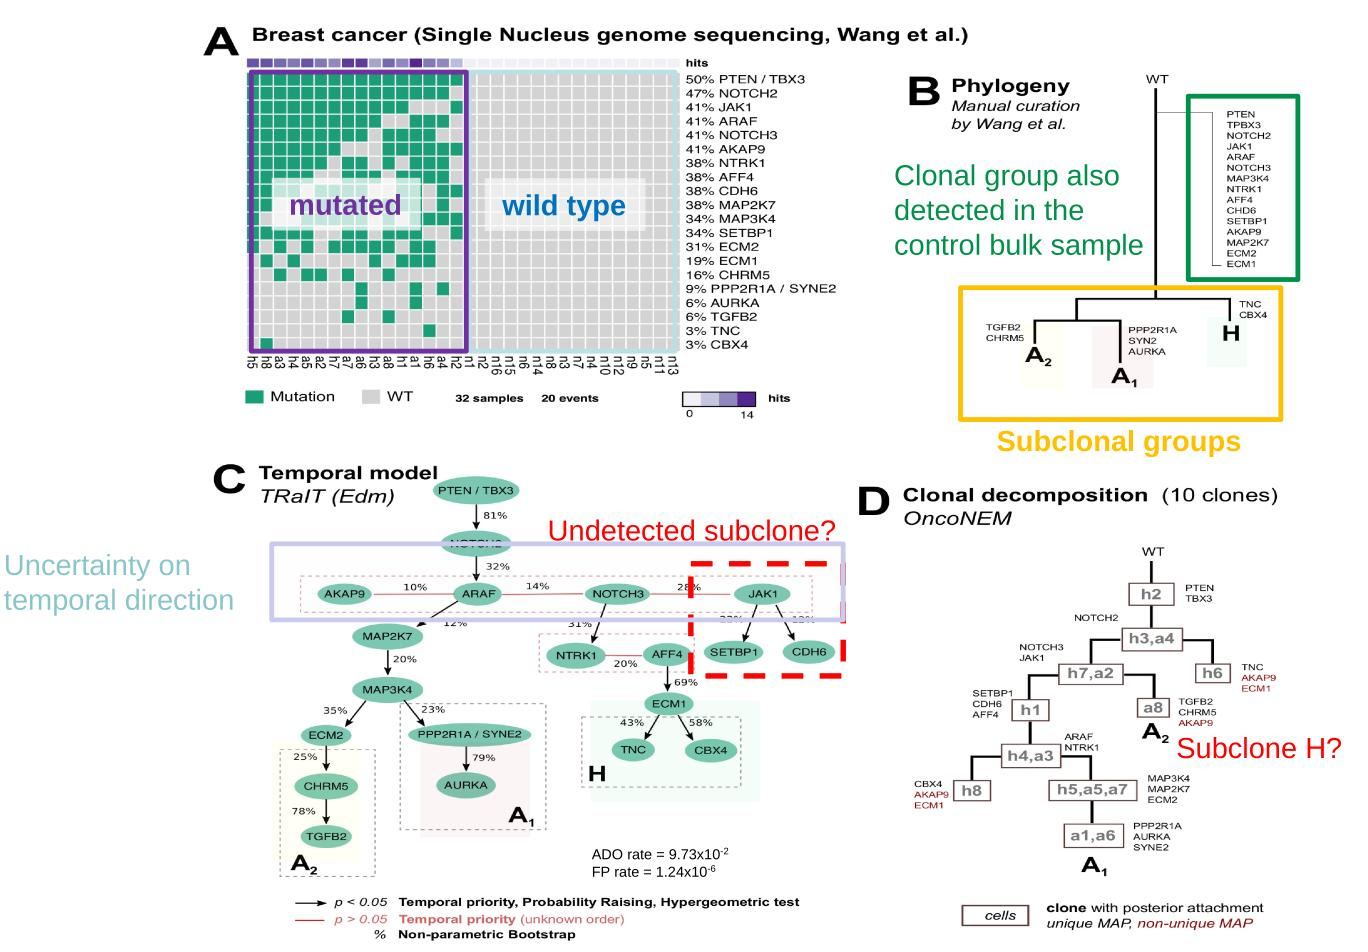 A Breast cancer (Single Nucleus genome sequencing, Wang et al.)
hits
50% PTEN / TBX3
47% NOTCH2
41% JAK1
41% ARAF
41% NOTCH3
41% AKAP9
38% NTRK1
38% AFF4
38% CDH6
38% MAP2K7
34% MAP3K4
34% SETBP1
31% ECM2
19% ECM1
16% CHRM5
9% PPP2R1A / SYNE2
6% AURKA
6% TGFB2
3% TNC
3% CBX4
mutated
wild type
h5 h8 a3 h4 a5 h7 a7 a6 h3 a8 h1 a1 h6 a4 a2 h2 n1 n2 n16 n15 n6 n14 n8 n3 n7 n4 n10 n12 n9 n5 n11 n13
Mutation WT 32 samples 20 events hits
0 14
B Phylogeny
Manual curation
by Wang et al.
WT
PTEN
TPBX3
NOTCH2
JAK1
ARAF
NOTCH3
MAP3K4
NTRK1
AFF4
CHD6
SETBP1
AKAP9
MAP2K7
ECM2
ECM1
Clonal group also
detected in the
control bulk sample
TNC
CBX4
H
TGFB2
CHRM5
A2
PPP2R1A
SYN2
AURKA
A1
Subclonal groups
C Temporal model
TRaIT (Edm)
PTEN / TBX3
81%
Undetected subclone?
NOTCH2
32%
Uncertainty on
temporal direction
AKAP9 10% ARAF 14% NOTCH3 28% JAK1
12% 31% 23% 12%
MAP2K7
NTRK1 20% AFF4 SETBP1 CDH6
20%
69%
MAP3K4
35% 23%
ECM1
43% 58%
ECM2 PPP2R1A / SYNE2
TNC CBX4
H
25% 79%
CHRM5 AURKA
A1
78%
TGFB2
A2
ADO rate = 9.73x10-2
FP rate = 1.24x10-6
p < 0.05 Temporal priority, Probability Raising, Hypergeometric test
p > 0.05 Temporal priority (unknown order)
% Non-parametric Bootstrap
D Clonal decomposition (10 clones)
OncoNEM
WT
h2
PTEN
TBX3
NOTCH2
h3,a4
NOTCH3
JAK1
h7,a2
h6
TNC
AKAP9
ECM1
SETBP1
CDH6
AFF4
h1
a8
TGFB2
CHRM5
AKAP9
A2
Subclone H?
ARAF
NTRK1
h4,a3
CBX4
AKAP9
ECM1
h8
h5,a5,a7
MAP3K4
MAP2K7
ECM2
a1,a6
PPP2R1A
AURKA
SYNE2
A1
cells
clone with posterior attachment
unique MAP, non-unique MAP